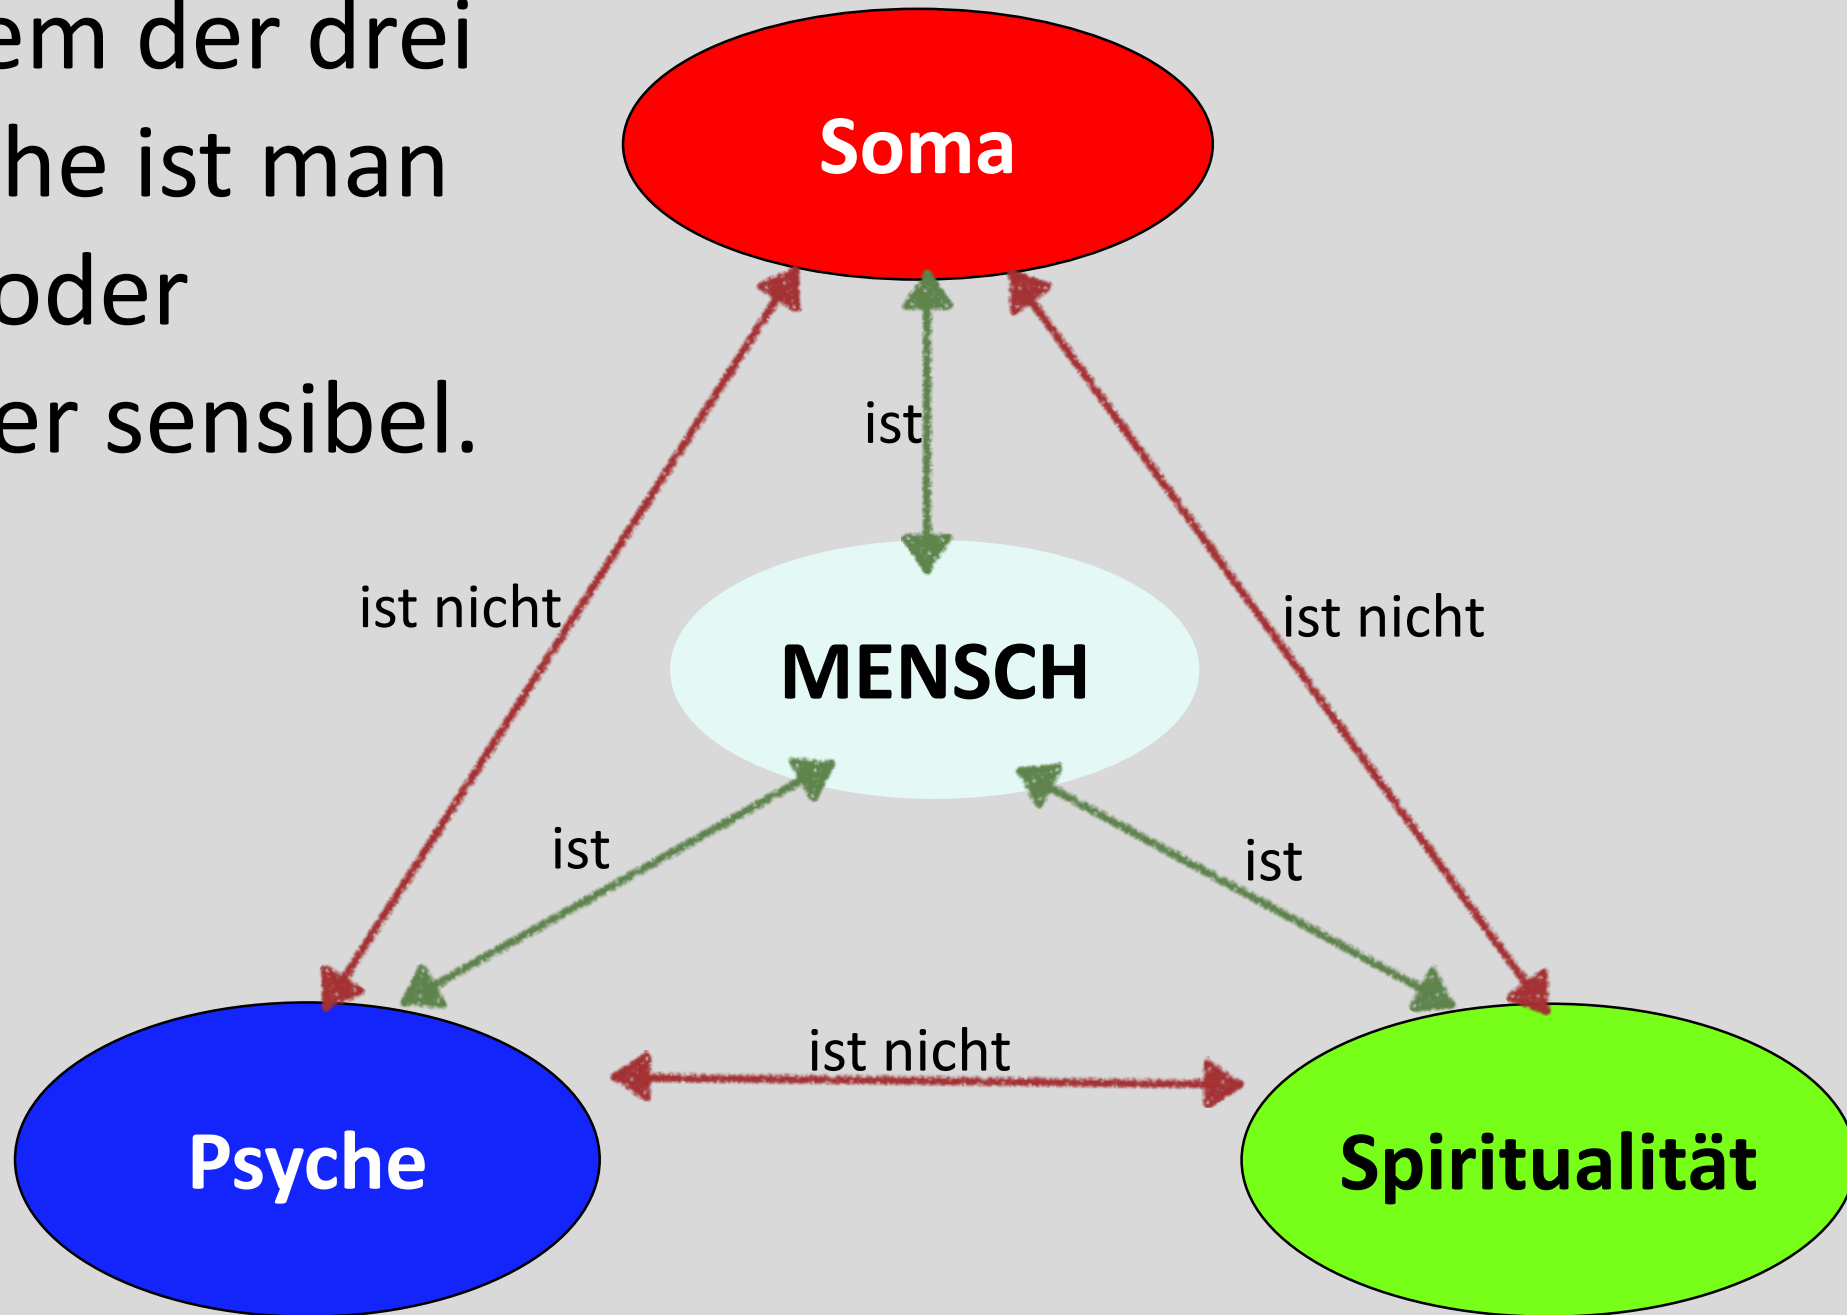 em der drei
he ist man
oder
er sensibel.
Soma
ist
ist nicht
ist nicht
MENSCH
ist
ist
ist nicht
Psyche
Spiritualität